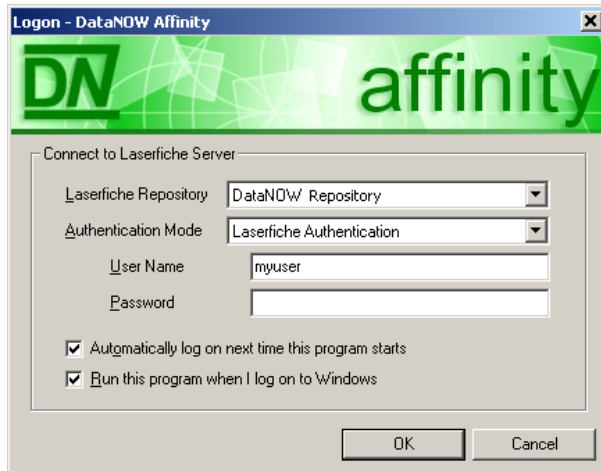 Logon - DataNOW Affinity
DN affinity
Connect to Laserfiche Server
Laserfiche Repository DataNOW Repository
Authentication Mode Laserfiche Authentication
User Name myuser
Password
Automatically log on next time this program starts
Run this program when I log on to Windows
OK Cancel